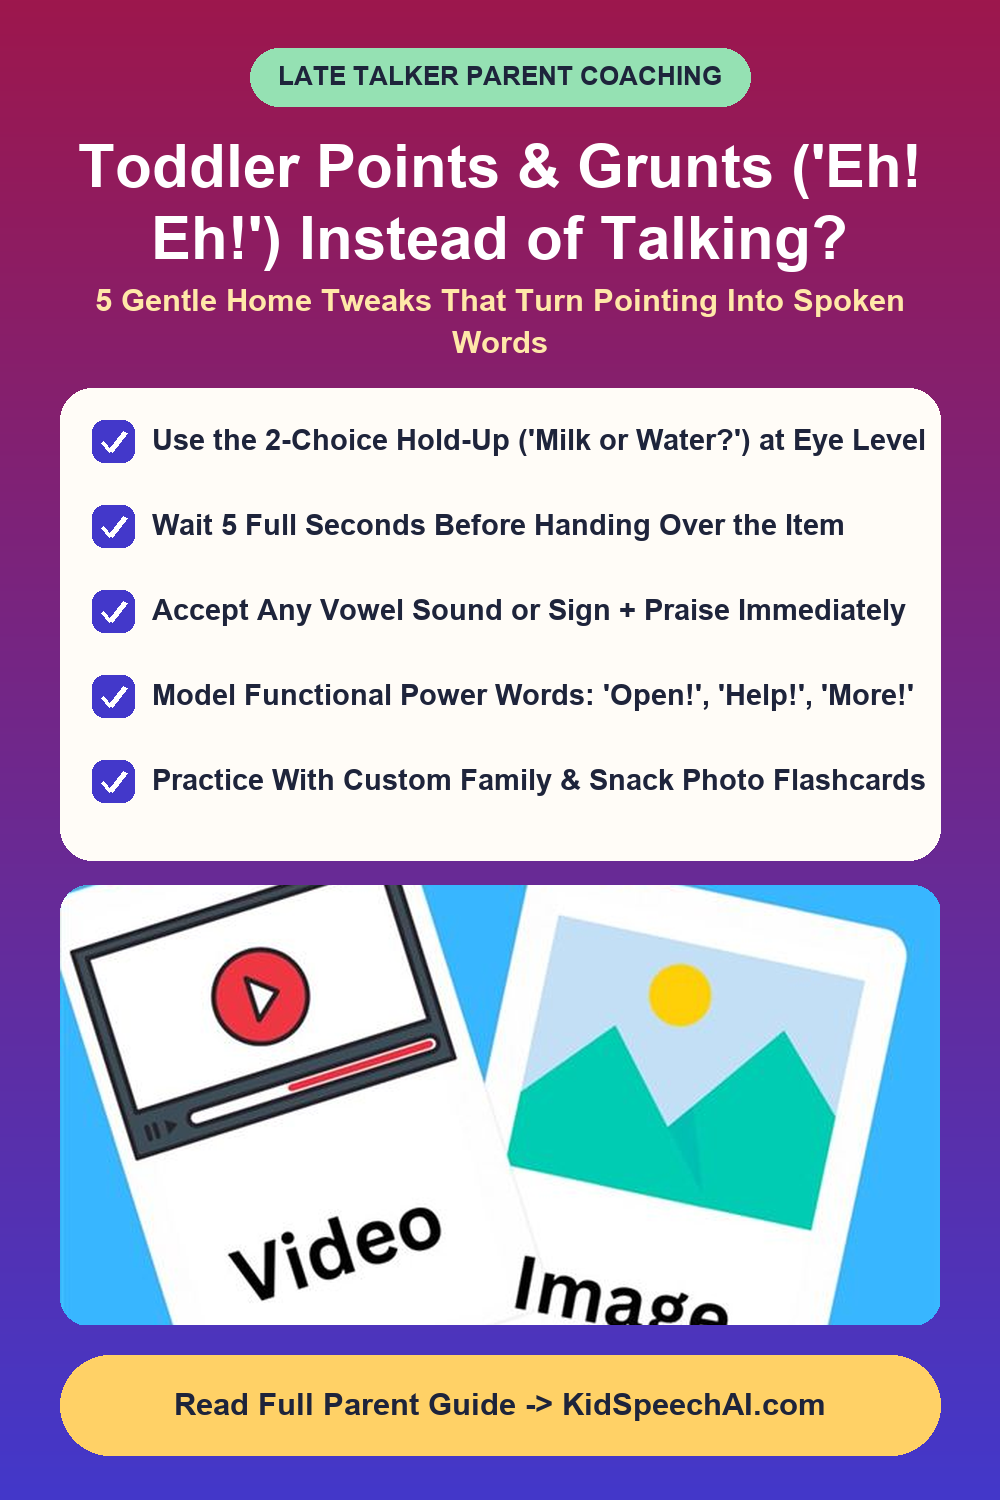 LATE TALKER PARENT COACHING
Toddler Points & Grunts ('Eh!
Eh!') Instead of Talking?
5 Gentle Home Tweaks That Turn Pointing Into Spoken
Words
Use the 2-Choice Hold-Up ('Milk or Water?') at Eye Level
Wait 5 Full Seconds Before Handing Over the Item
Accept Any Vowel Sound or Sign + Praise Immediately
Model Functional Power Words: 'Open!', 'Help!', 'More!'
Practice With Custom Family & Snack Photo Flashcards
Video
Image
Read Full Parent Guide -> KidSpeechAI.com